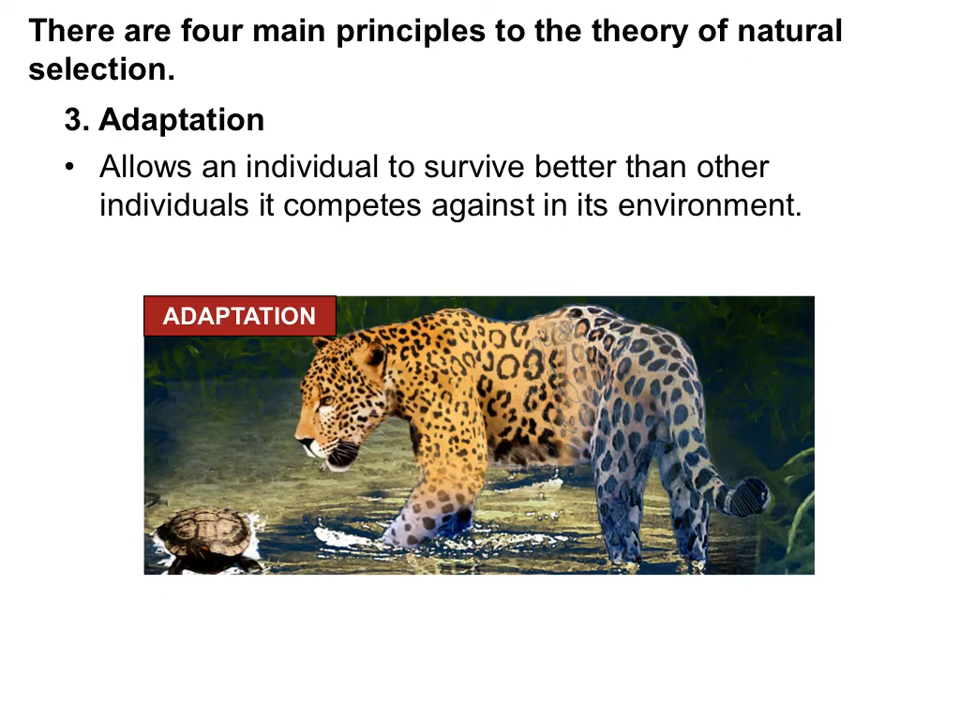 There are four main principles to the theory of natural
selection.
3. Adaptation
• Allows an individual to survive better than other
individuals it competes against in its environment.
ADAPTATION